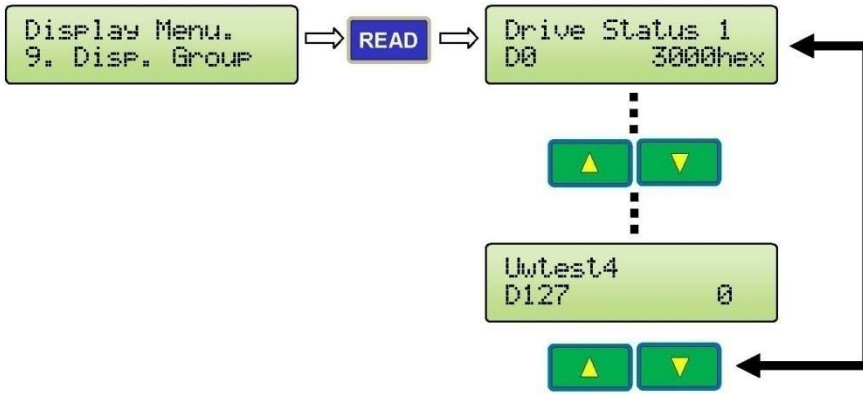 Display Menu.
9. Disp. Group
READ
Drive Status 1
D0 3000hex
Uwtest4
D127 0